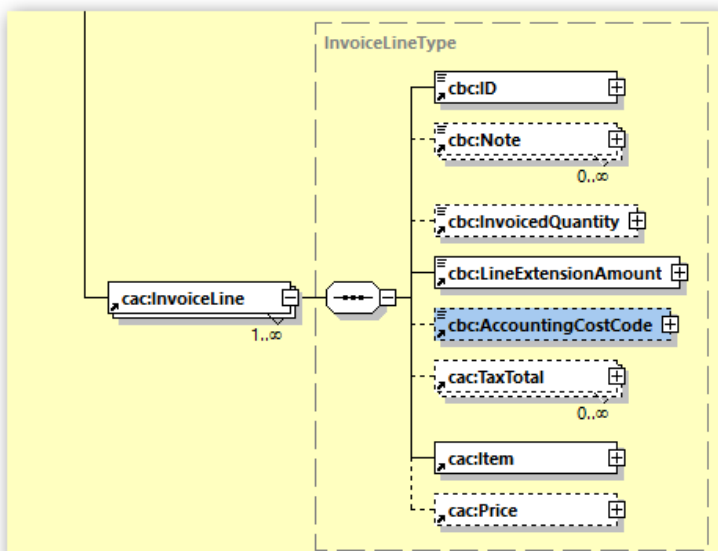 InvoiceLineType
cbc:ID
cbc:Note
0..∞
cbc:InvoicedQuantity
cbc:LineExtensionAmount
cac:InvoiceLine
1..∞
cbc:AccountingCostCode
cac:TaxTotal
0..∞
cac:Item
cac:Price